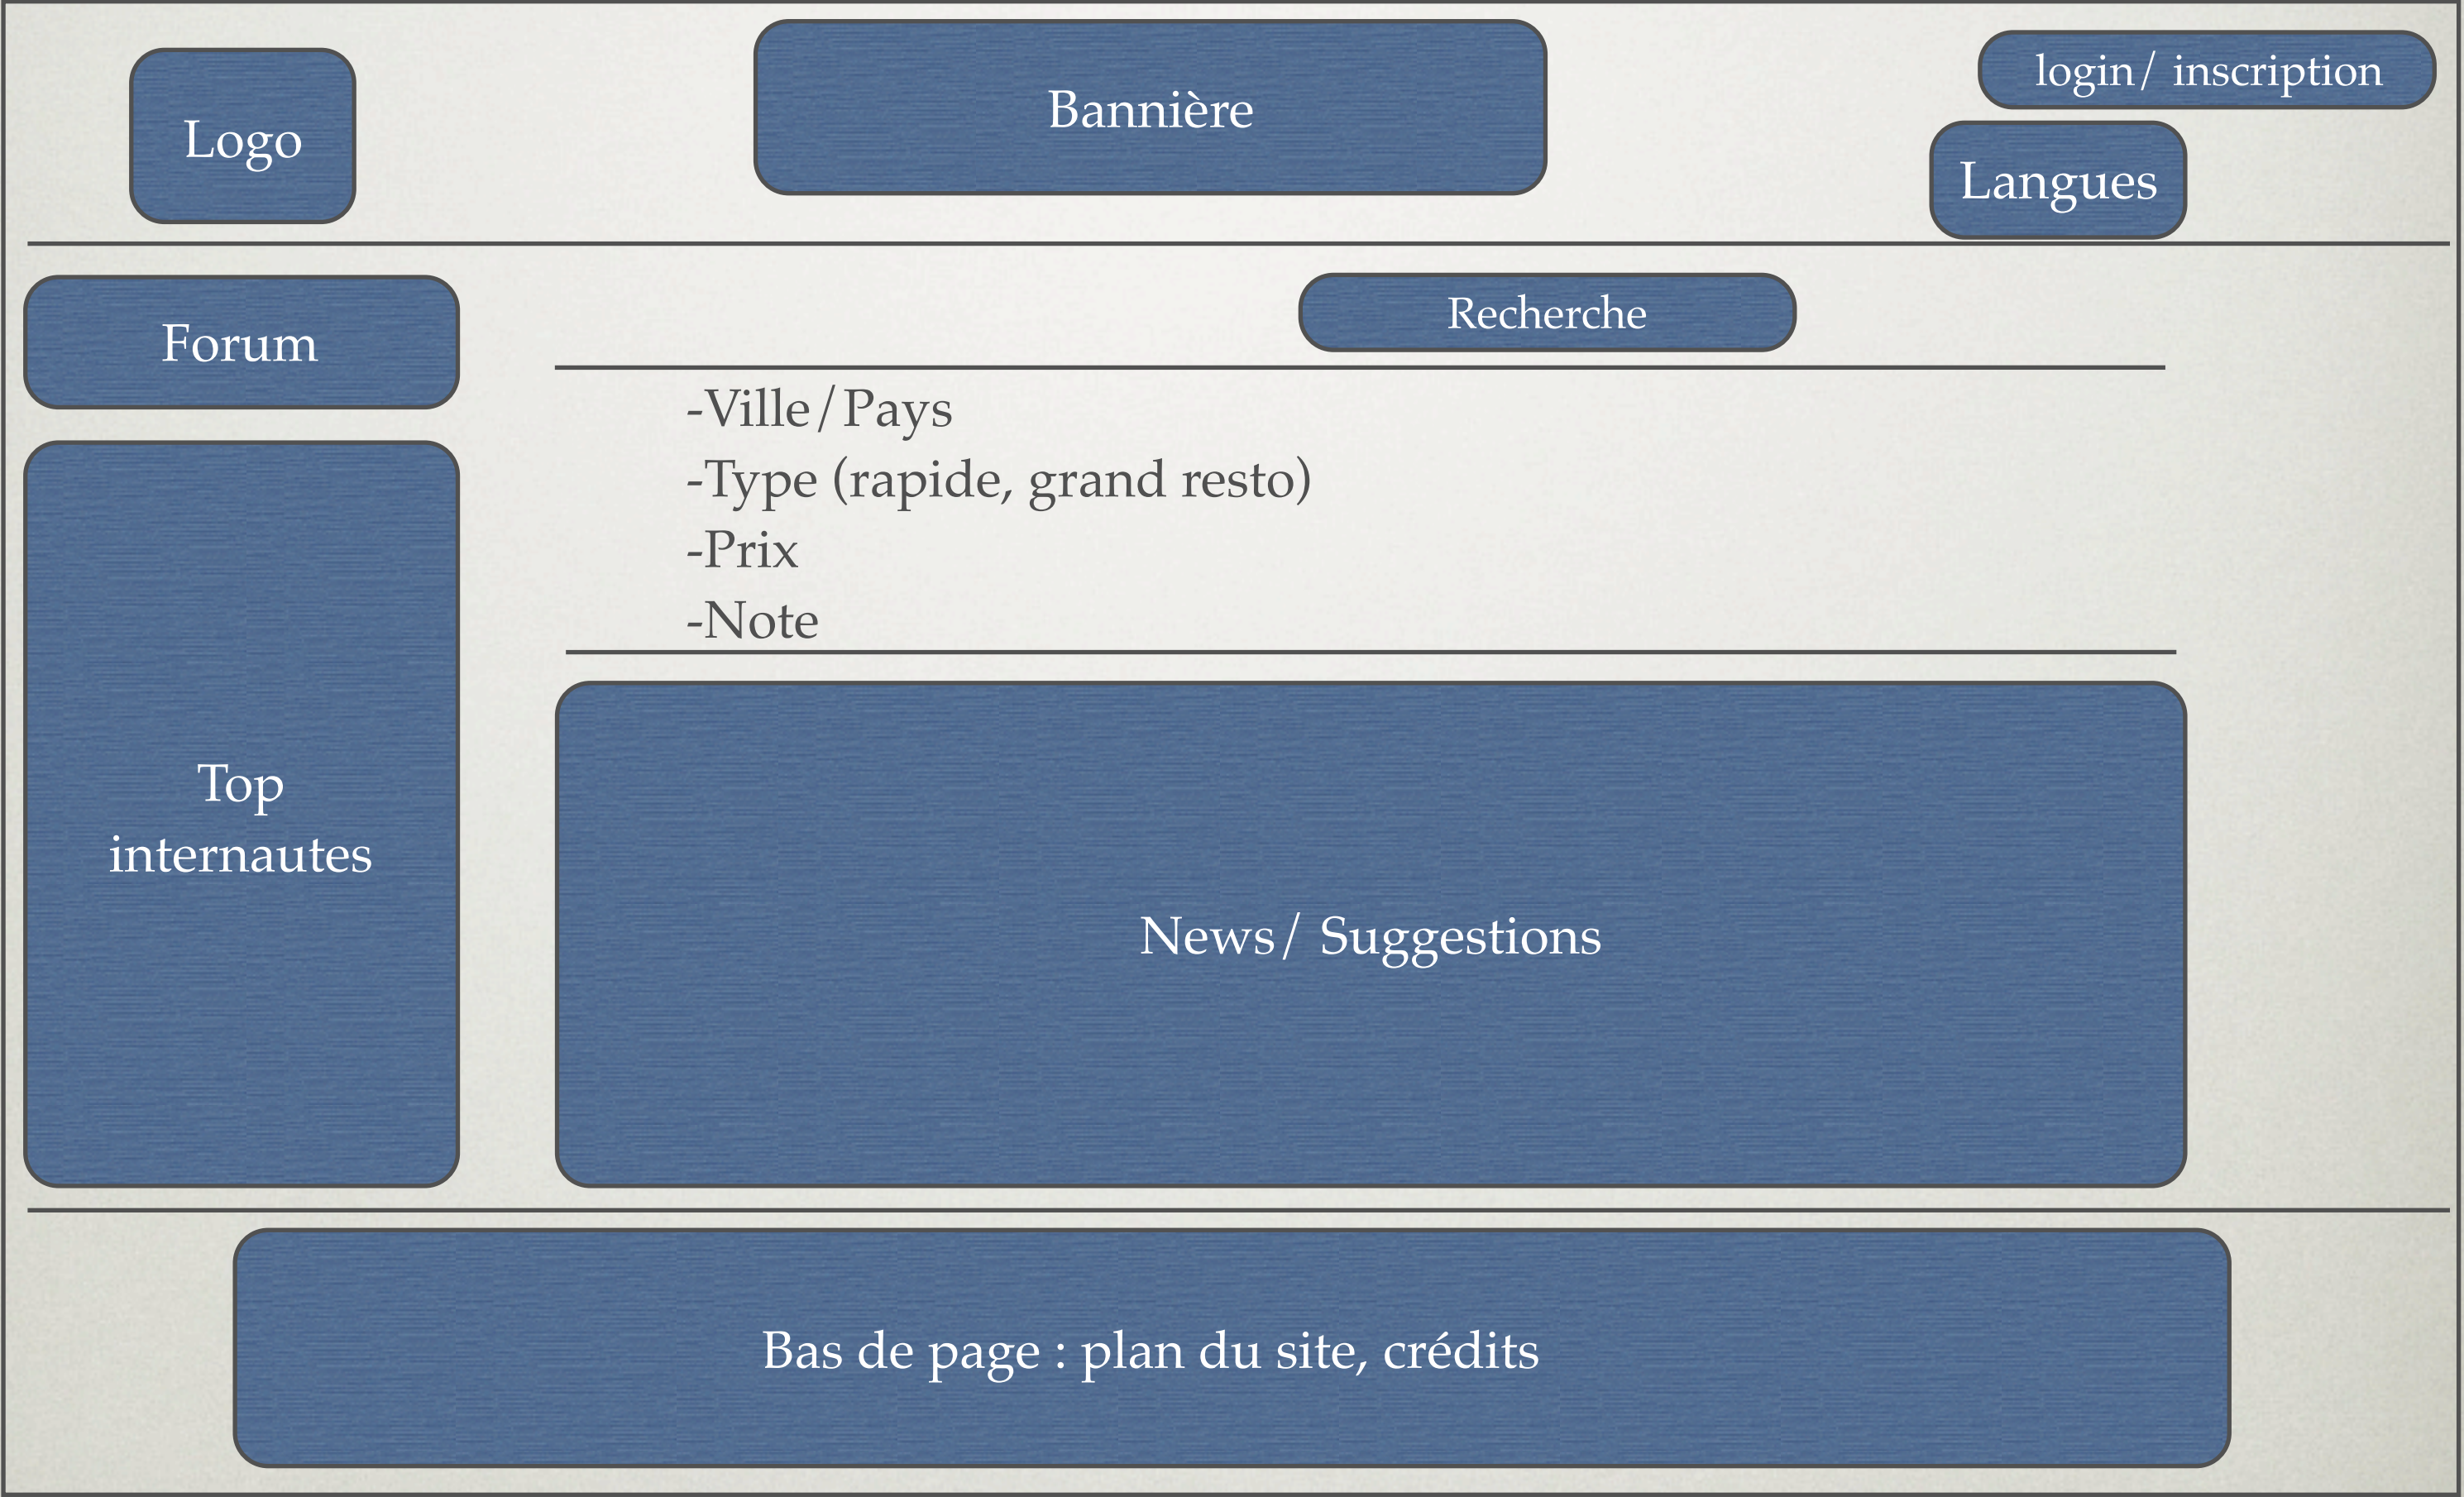 Logo
Bannière
login/ inscription
Langues
Forum
Recherche
-Ville/Pays
-Type (rapide, grand resto)
-Prix
-Note
Top
internautes
News/ Suggestions
Bas de page : plan du site, crédits